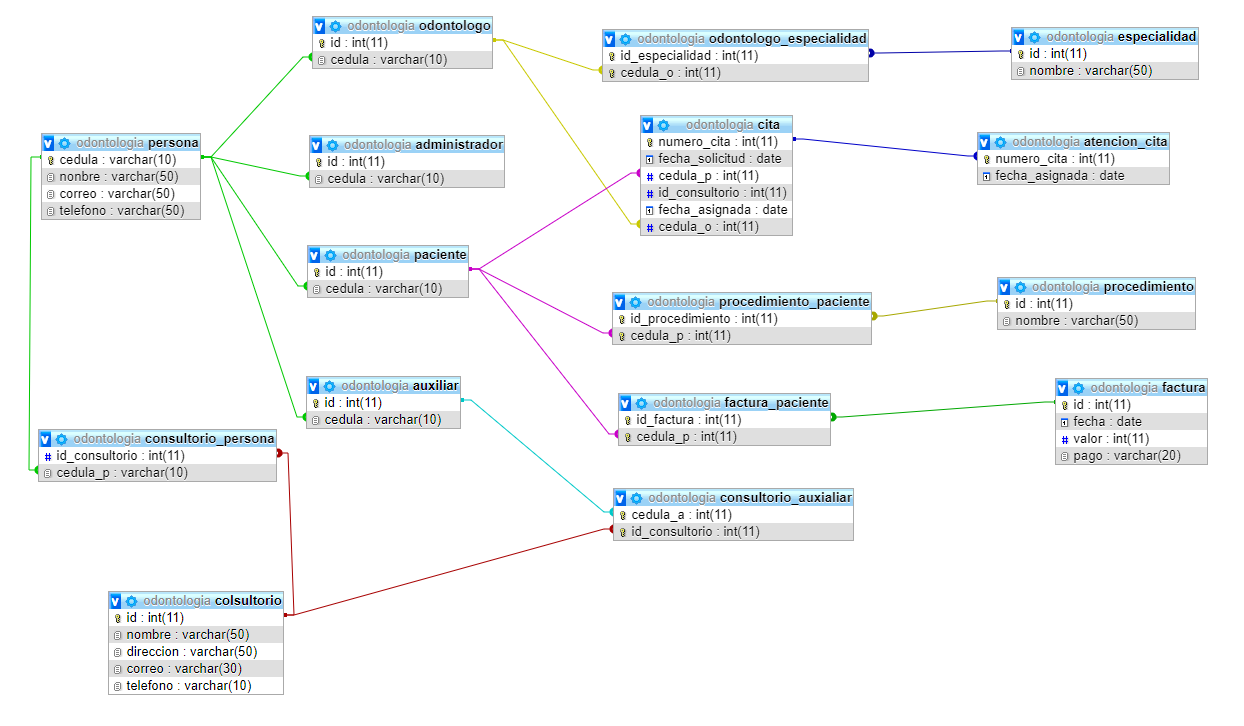 odontologia odontologo
id : int(11)
cedula : varchar(10)
odontologia odontologo_especialidad
id_especialidad : int(11)
cedula_o : int(11)
odontologia especialidad
id : int(11)
nombre : varchar(50)
odontologia persona
cedula : varchar(10)
nonbre : varchar(50)
correo : varchar(50)
telefono : varchar(50)
odontologia administrador
id : int(11)
cedula : varchar(10)
odontologia cita
numero_cita : int(11)
fecha_solicitud : date
cedula_p : int(11)
id_consultorio : int(11)
fecha_asignada : date
cedula_o : int(11)
odontologia atencion_cita
numero_cita : int(11)
fecha_asignada : date
odontologia paciente
id : int(11)
cedula : varchar(10)
odontologia procedimiento_paciente
id_procedimiento : int(11)
cedula_p : int(11)
odontologia procedimiento
id : int(11)
nombre : varchar(50)
odontologia auxiliar
id : int(11)
cedula : varchar(10)
odontologia factura_paciente
id_factura : int(11)
cedula_p : int(11)
odontologia factura
id : int(11)
fecha : date
valor : int(11)
pago : varchar(20)
odontologia consultorio_persona
id_consultorio : int(11)
cedula_p : varchar(10)
odontologia consultorio_auxialiar
cedula_a : int(11)
id_consultorio : int(11)
odontologia colsultorio
id : int(11)
nombre : varchar(50)
direccion : varchar(50)
correo : varchar(30)
telefono : varchar(10)